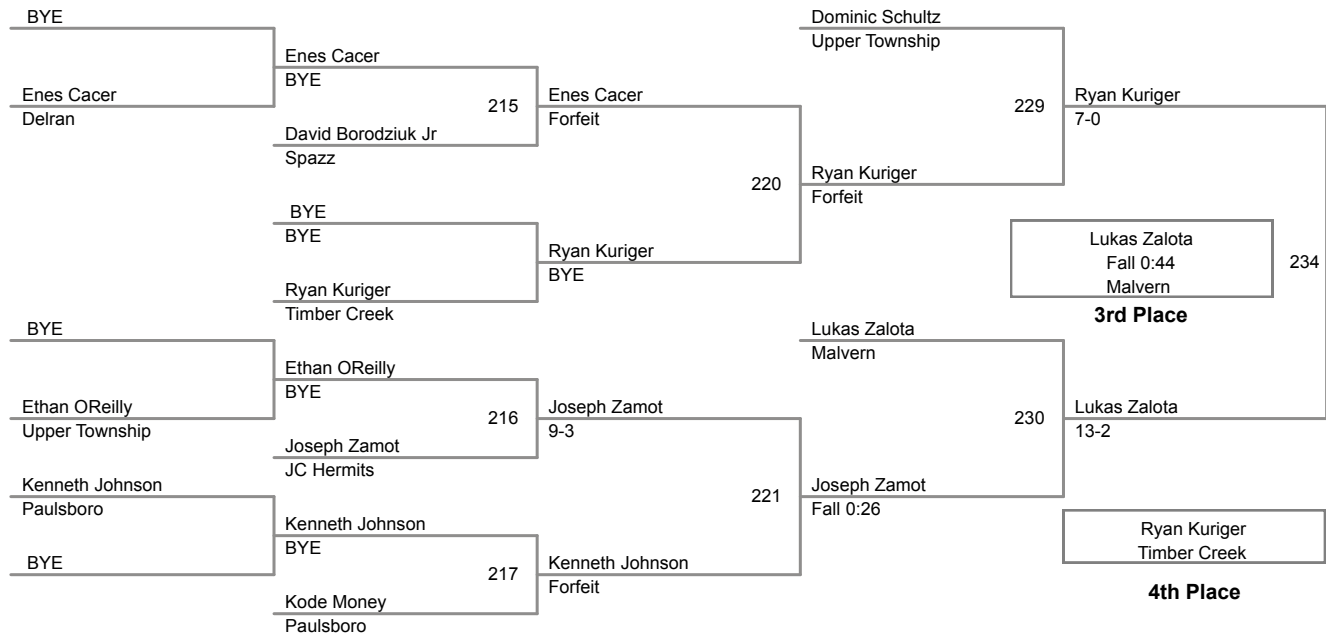 BYE
Enes Cacer
Delran
Enes Cacer
BYE
David Borodziuk Jr
Spazz
215
Enes Cacer
Forfeit
BYE
BYE
Ryan Kuriger
Timber Creek
Ryan Kuriger
BYE
220
Dominic Schultz
Upper Township
Ryan Kuriger
Forfeit
229
Ryan Kuriger
7-0
Lukas Zalota
Fall 0:44
Malvern
234
3rd Place
BYE
Ethan OReilly
Upper Township
Ethan OReilly
BYE
Joseph Zamot
JC Hermits
216
Joseph Zamot
9-3
Kenneth Johnson
Paulsboro
BYE
Kenneth Johnson
BYE
Kode Money
Paulsboro
217
Kenneth Johnson
Forfeit
221
Lukas Zalota
Malvern
Joseph Zamot
Fall 0:26
230
Lukas Zalota
13-2
Ryan Kuriger
Timber Creek
4th Place